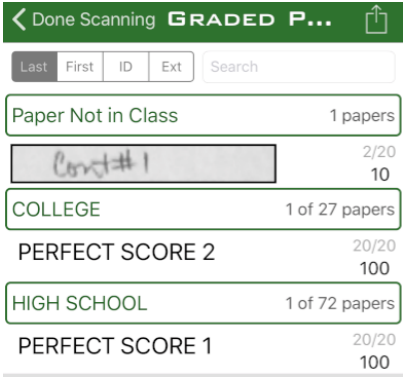 Done Scanning GRADED P...
Last First ID Ext Search
Paper Not in Class 1 papers
Cont#1 2/20
10
COLLEGE 1 of 27 papers
PERFECT SCORE 2 20/20
100
HIGH SCHOOL 1 of 72 papers
PERFECT SCORE 1 20/20
100